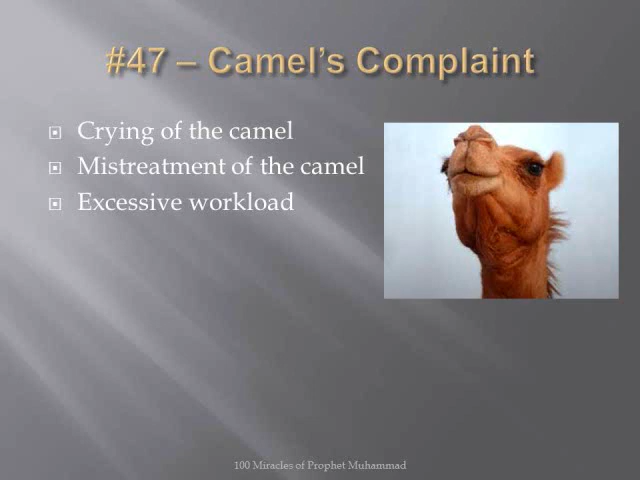 #47 – Camel’s Complaint
Crying of the camel
Mistreatment of the camel
Excessive workload
100 Miracles of Prophet Muhammad